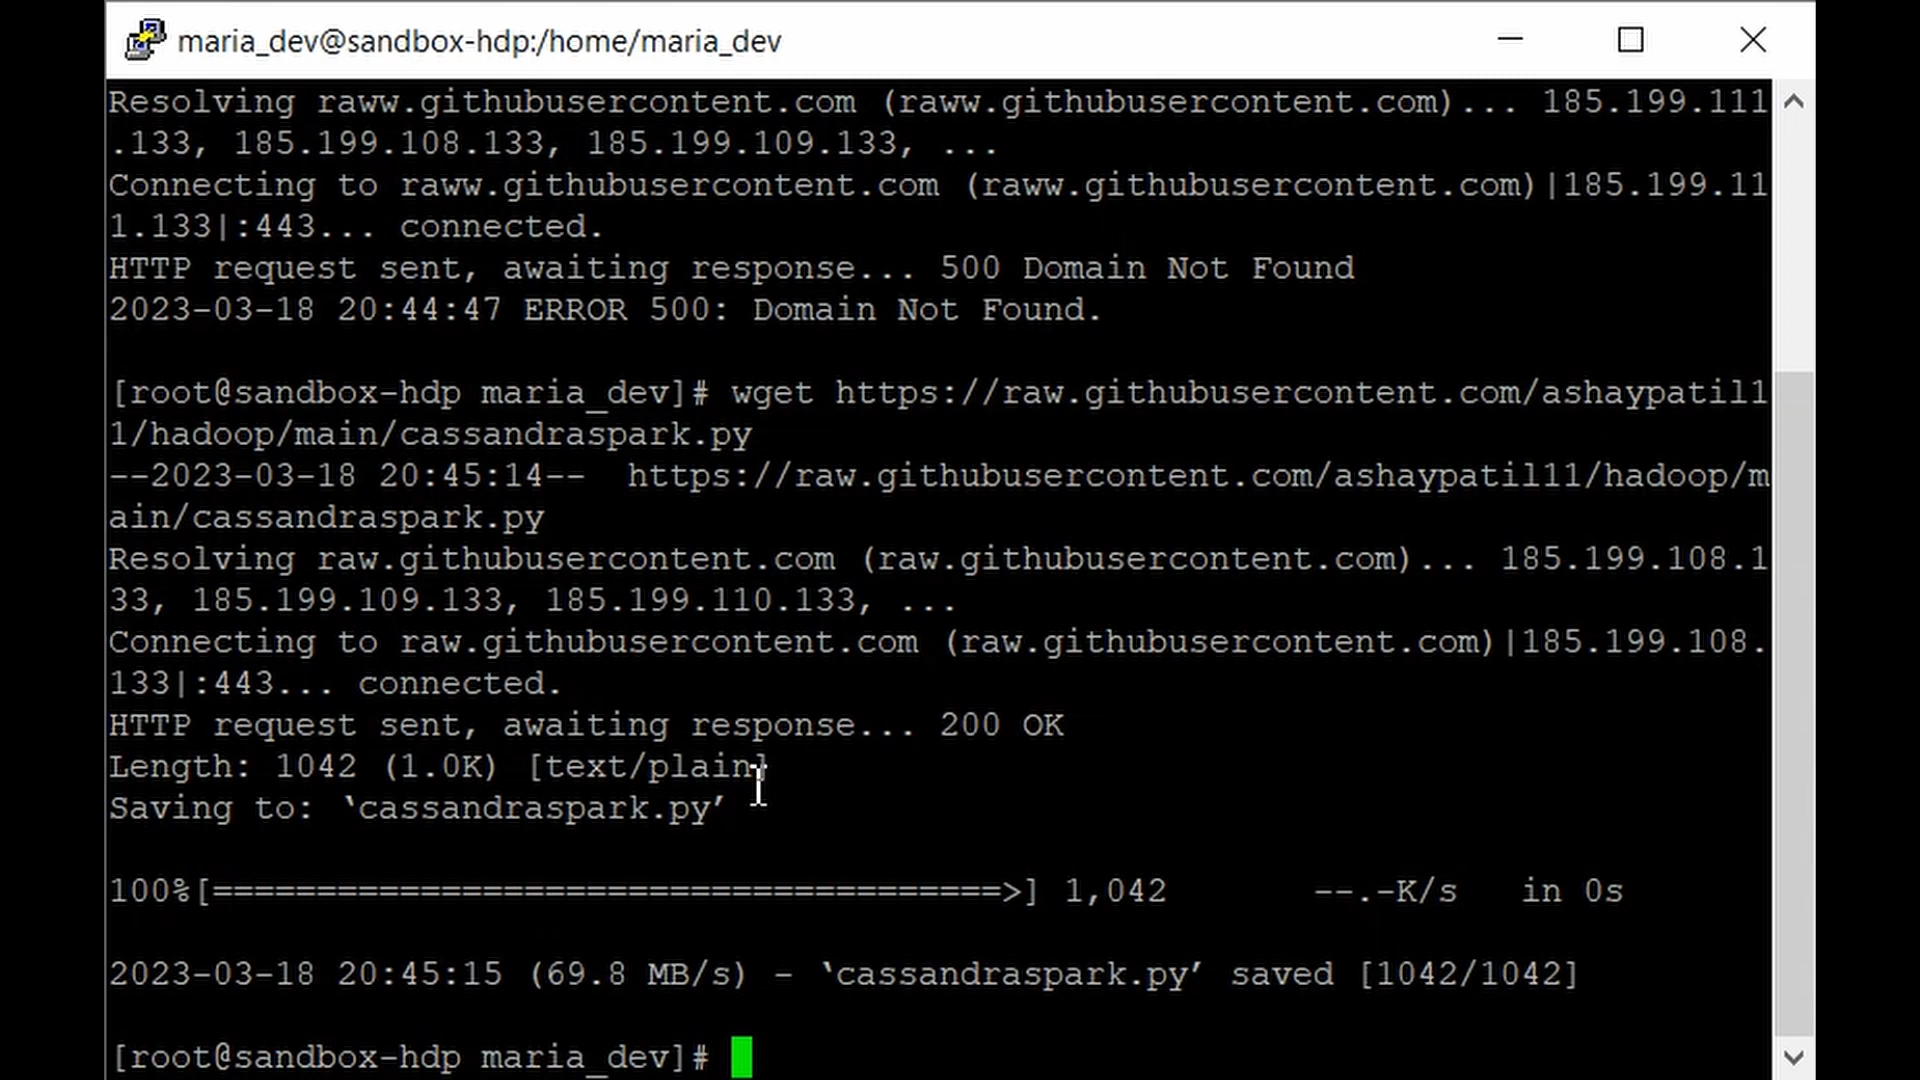 maria_dev@sandbox-hdp:/home/maria_dev
Resolving raww.githubusercontent.com (raww.githubusercontent.com)... 185.199.111
.133, 185.199.108.133, 185.199.109.133, ...
Connecting to raww.githubusercontent.com (raww.githubusercontent.com)|185.199.11
1.133|:443... connected.
HTTP request sent, awaiting response... 500 Domain Not Found
2023-03-18 20:44:47 ERROR 500: Domain Not Found.
[root@sandbox-hdp maria_dev]# wget https://raw.githubusercontent.com/ashaypatil1
1/hadoop/main/cassandraspark.py
--2023-03-18 20:45:14--  https://raw.githubusercontent.com/ashaypatil11/hadoop/m
ain/cassandraspark.py
Resolving raw.githubusercontent.com (raw.githubusercontent.com)... 185.199.108.1
33, 185.199.109.133, 185.199.110.133, ...
Connecting to raw.githubusercontent.com (raw.githubusercontent.com)|185.199.108.
133|:443... connected.
HTTP request sent, awaiting response... 200 OK
Length: 1042 (1.0K) [text/plain]
Saving to: ‘cassandraspark.py’
100%[======================================>] 1,042       --.-K/s   in 0s
2023-03-18 20:45:15 (69.8 MB/s) - ‘cassandraspark.py’ saved [1042/1042]
[root@sandbox-hdp maria_dev]#